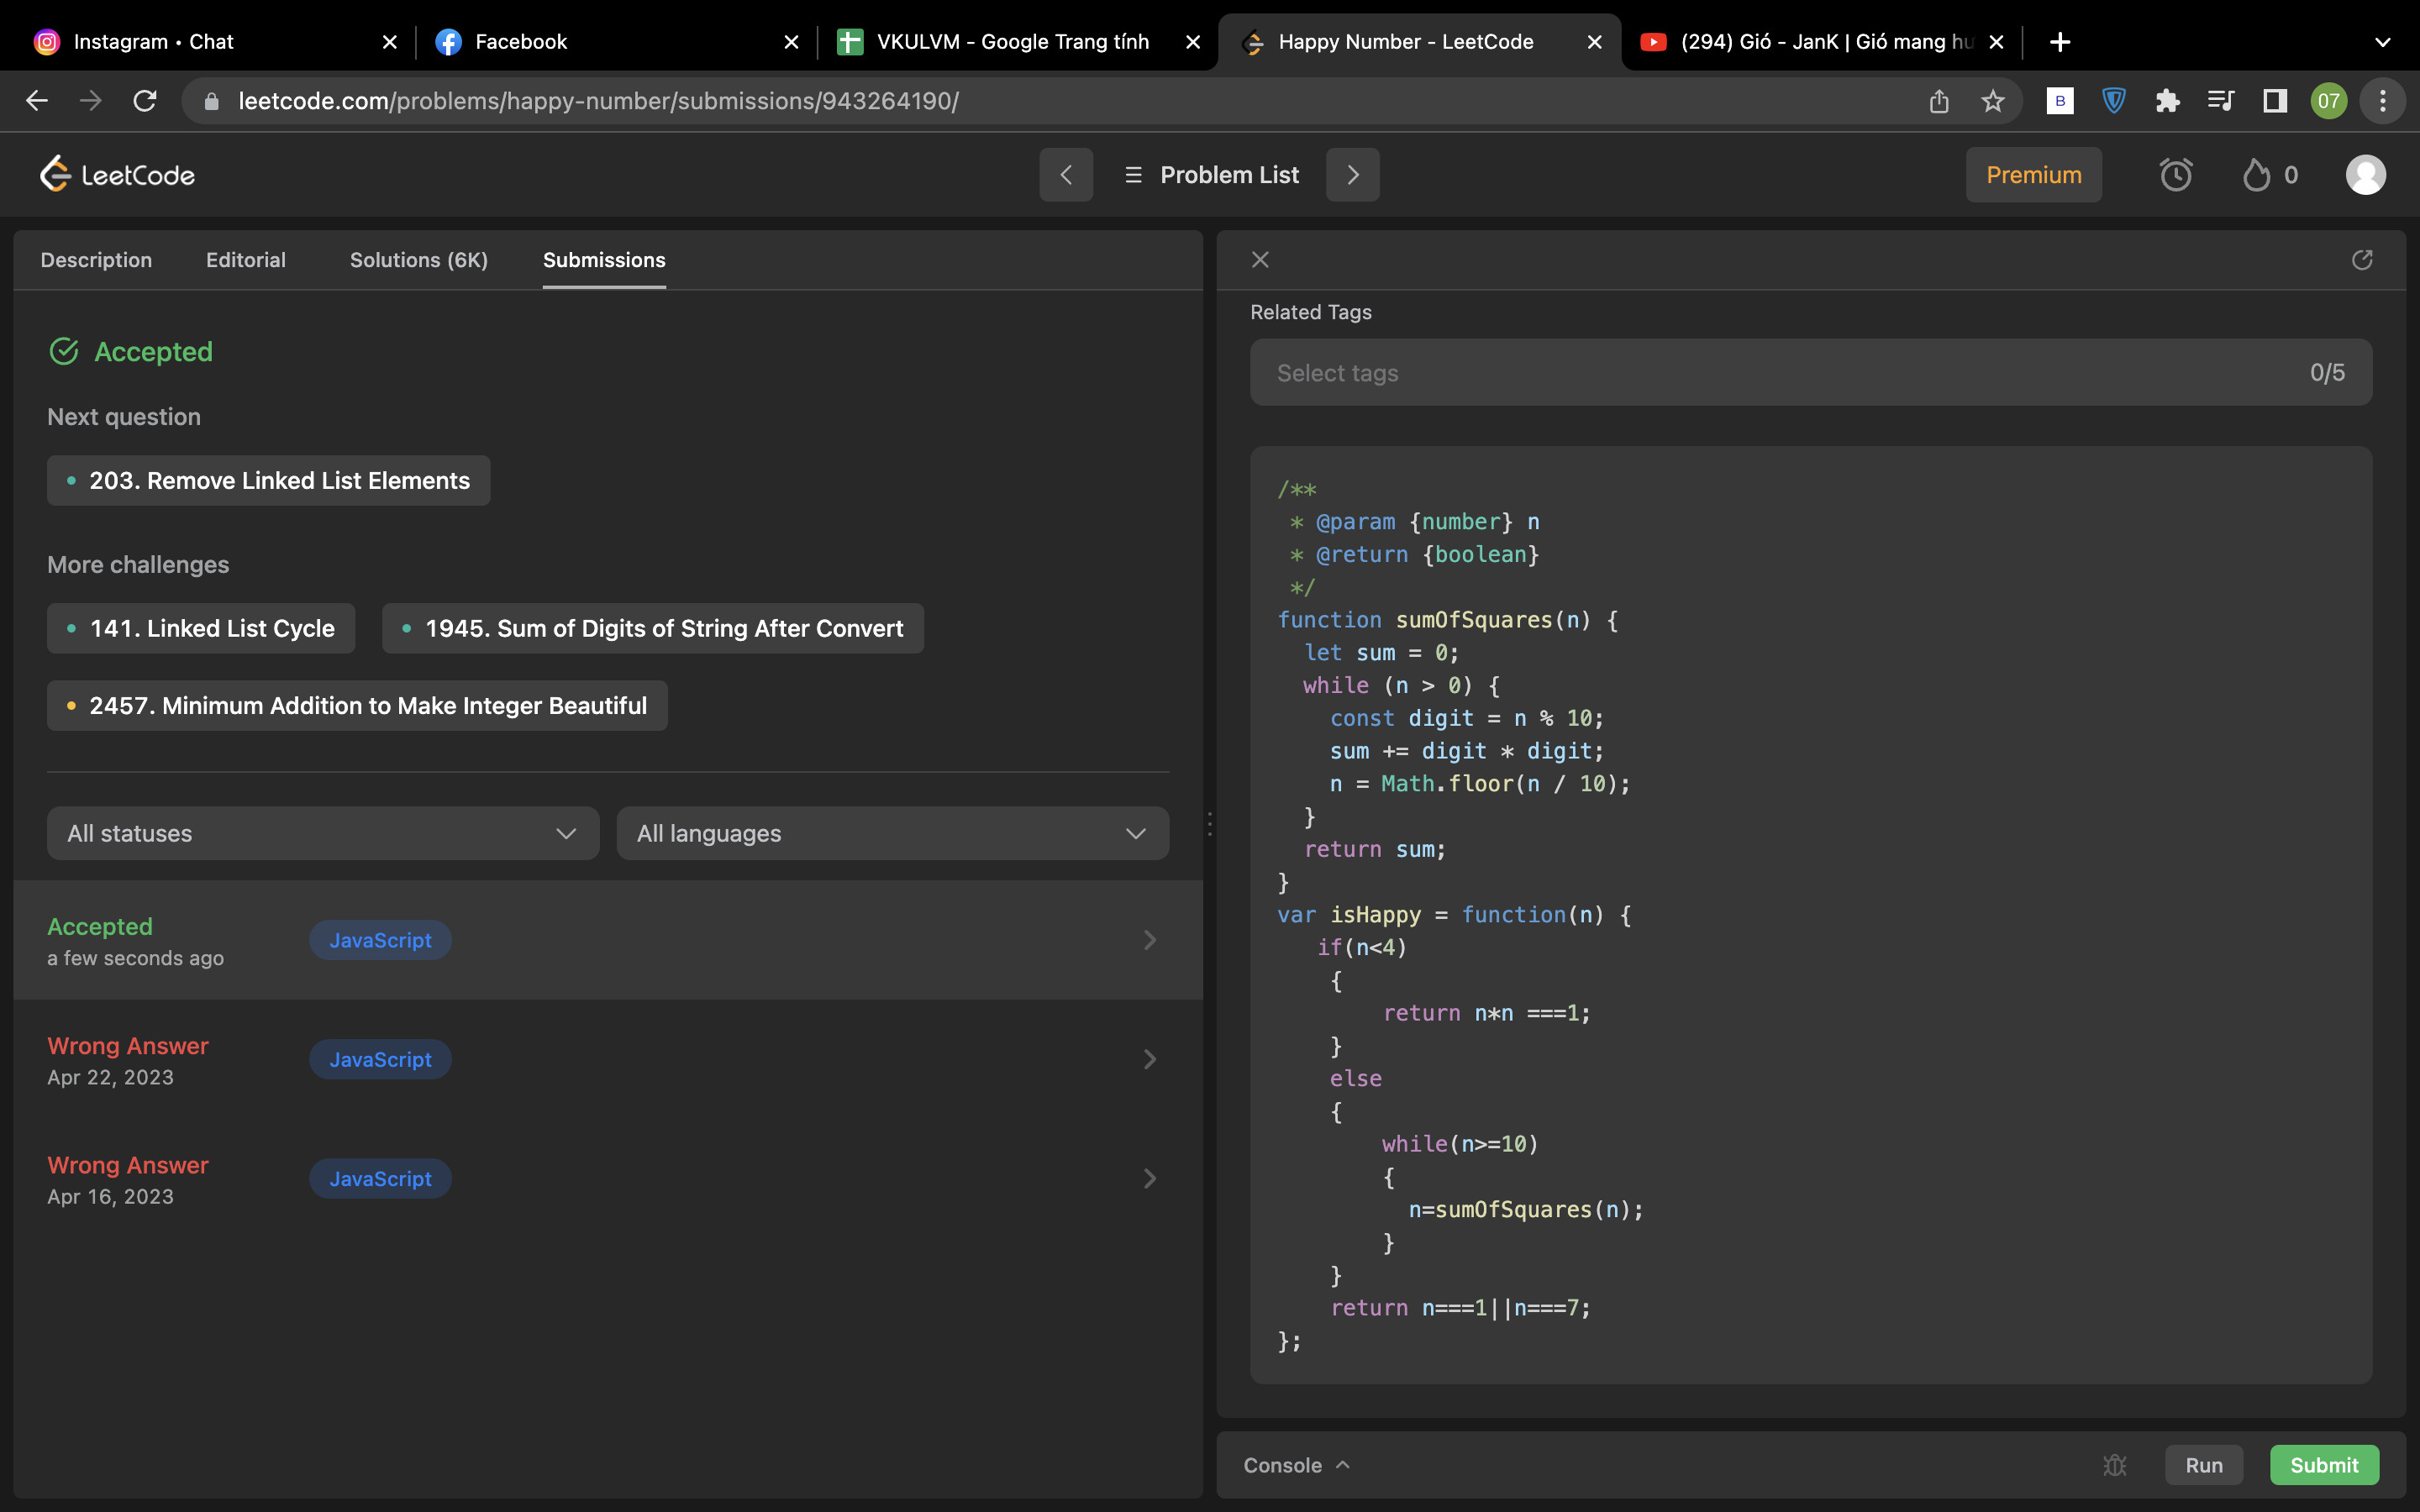 Instagram • Chat
Facebook
VKULVM - Google Trang tính
Happy Number - LeetCode
(294) Gió - JanK | Gió mang hu
leetcode.com/problems/happy-number/submissions/943264190/
B
07
LeetCode
Problem List
Premium
0
Description
Editorial
Solutions (6K)
Submissions
Accepted
Next question
203. Remove Linked List Elements
More challenges
141. Linked List Cycle
1945. Sum of Digits of String After Convert
2457. Minimum Addition to Make Integer Beautiful
All statuses
All languages
Accepted
a few seconds ago
JavaScript
Wrong Answer
Apr 22, 2023
JavaScript
Wrong Answer
Apr 16, 2023
JavaScript
Related Tags
Select tags
0/5
/**
 * @param {number} n
 * @return {boolean}
 */
function sumOfSquares(n) {
  let sum = 0;
  while (n > 0) {
    const digit = n % 10;
    sum += digit * digit;
    n = Math.floor(n / 10);
  }
  return sum;
}
var isHappy = function(n) {
   if(n<4)
    {
        return n*n ===1;
    }
    else
    {
        while(n>=10)
        {
          n=sumOfSquares(n);
        }
    }
    return n===1||n===7;
};
Console
Run
Submit